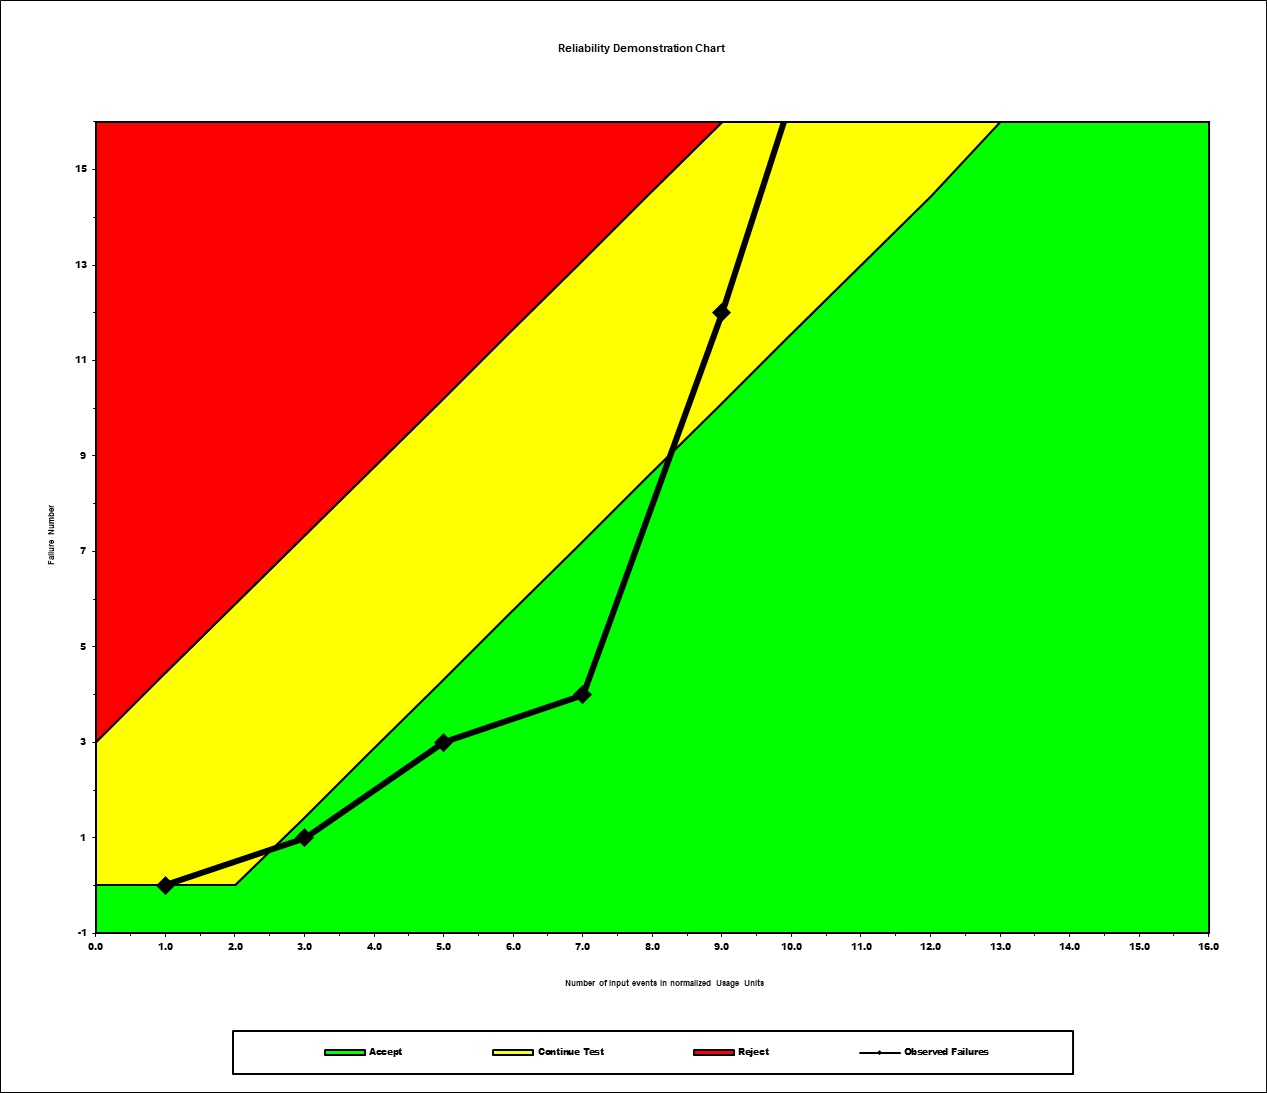 Reliability Demonstration Chart
15
13
11
9
7
5
3
1
-1
Failure Number
0.0 1.0 2.0 3.0 4.0 5.0 6.0 7.0 8.0 9.0 10.0 11.0 12.0 13.0 14.0 15.0 16.0
Number of input events in normalized Usage Units
Accept Continue Test Reject Observed Failures